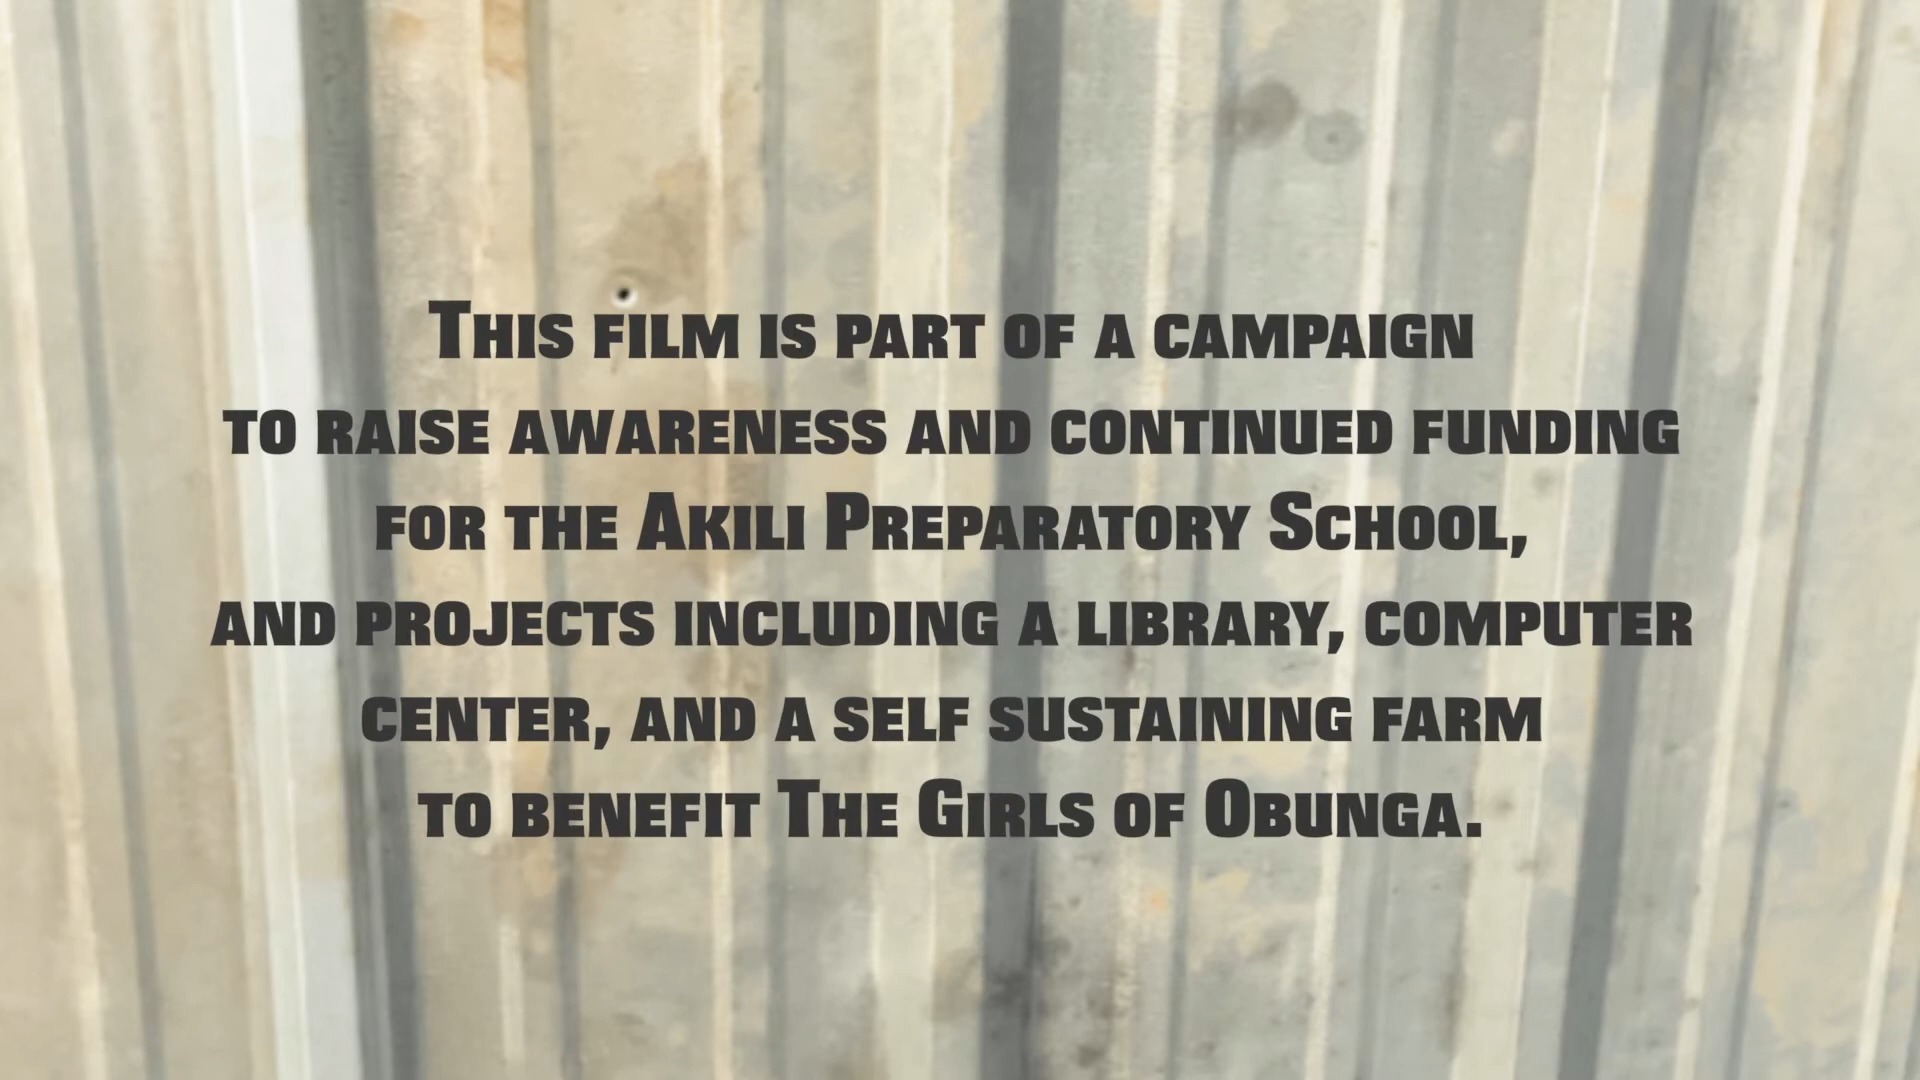 This film is part of a campaign
to raise awareness and continued funding
for the Akili Preparatory School,
and projects including a library, computer
center, and a self sustaining farm
to benefit The Girls of Obunga.